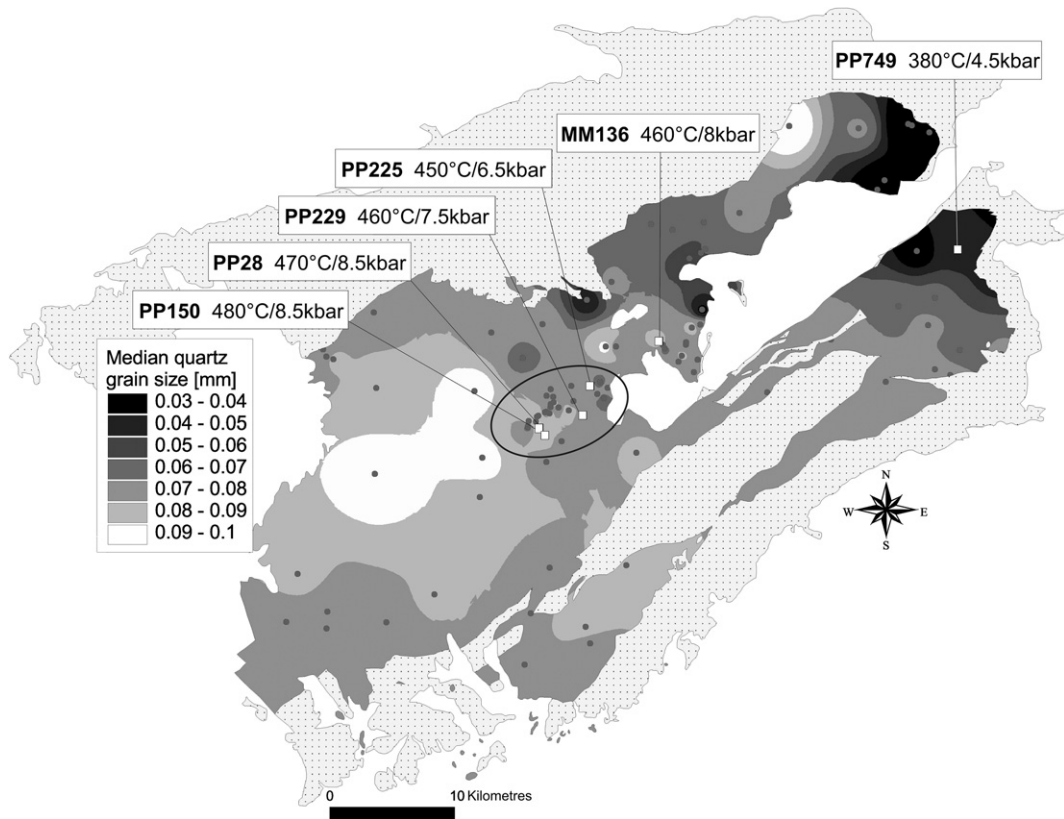 PP749 380°C/4.5kbar
MM136 460°C/8kbar
PP225 450°C/6.5kbar
PP229 460°C/7.5kbar
PP28 470°C/8.5kbar
PP150 480°C/8.5kbar
Median quartz
grain size [mm]
0.03 - 0.04
0.04 - 0.05
0.05 - 0.06
0.06 - 0.07
0.07 - 0.08
0.08 - 0.09
0.09 - 0.1
N
W E
S
0 10 Kilometres